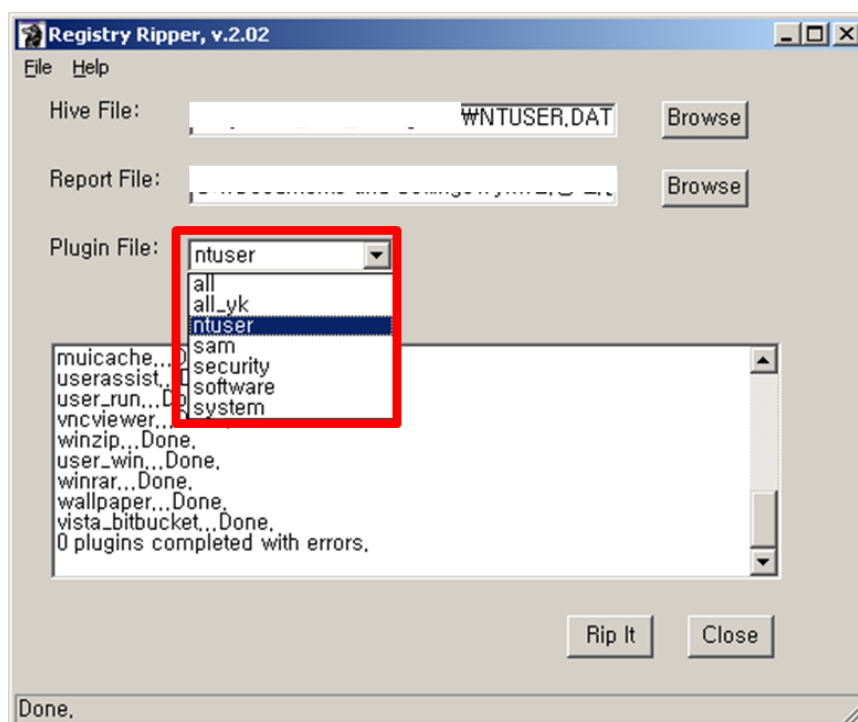 Registry Ripper, v.2.02
File Help
Hive File: ₩NTUSER.DAT Browse
Report File: Browse
Plugin File: ntuser
all
all_yk
ntuser
sam
security
software
system
muicache...
userassist..
user_run...Do
vncviewer...
winzip...Done.
user_win...Done.
winrar...Done.
wallpaper...Done.
vista_bitbucket...Done.
0 plugins completed with errors.
Rip It Close
Done.